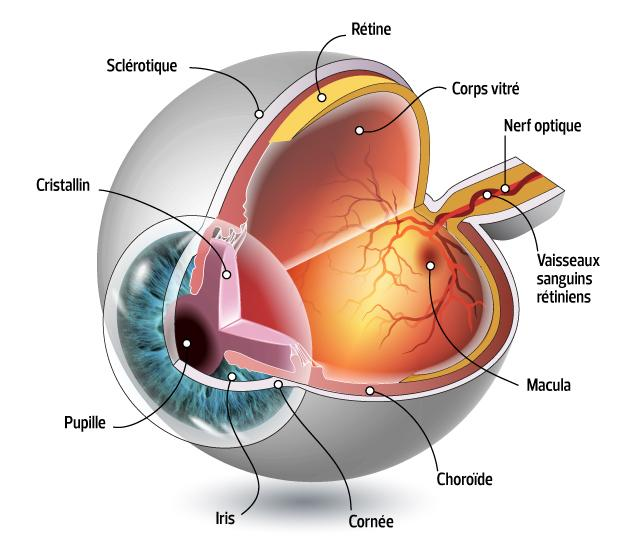 Rétine
Sclérotique
Corps vitré
Nerf optique
Cristallin
Vaisseaux
sanguins
rétiniens
Macula
Pupille
Choroïde
Iris
Cornée